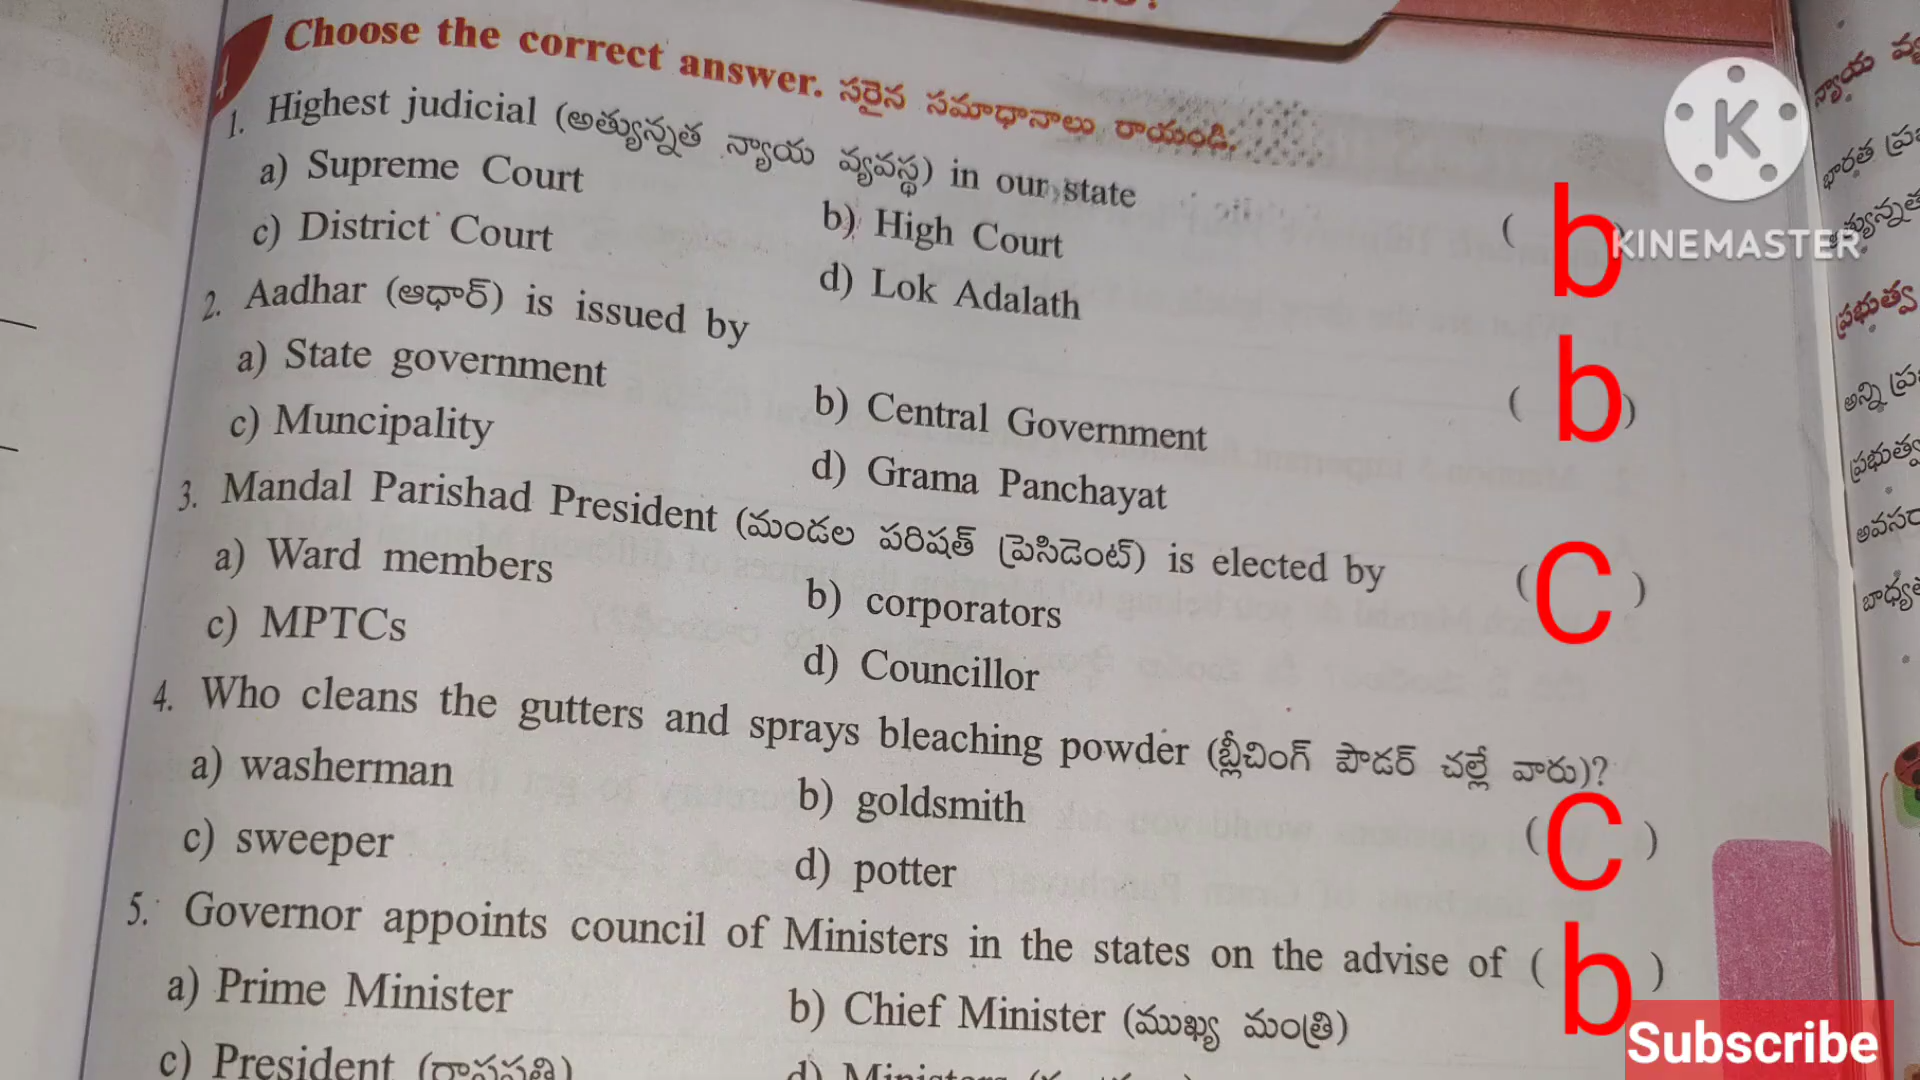 Choose the correct answer. సరైన సమాధానాలు రాయండి.
1. Highest judicial (అత్యున్నత న్యాయ వ్యవస్థ) in our state ( b
a) Supreme Court b) High Court
c) District Court d) Lok Adalath
2. Aadhar (ఆధార్) is issued by ( b )
a) State government b) Central Government
c) Muncipality d) Grama Panchayat
3. Mandal Parishad President (మండల పరిషత్ ప్రెసిడెంట్) is elected by ( C )
a) Ward members b) corporators
c) MPTCs d) Councillor
4. Who cleans the gutters and sprays bleaching powder (బ్లీచింగ్ పౌడర్ చల్లే వారు)?
( C )
a) washerman b) goldsmith
c) sweeper d) potter
5. Governor appoints council of Ministers in the states on the advise of ( b )
a) Prime Minister b) Chief Minister (ముఖ్య మంత్రి)
c) President
K
KINEMASTER
Subscribe
న్యాయ
భారత
ప్రభుత్వ
అన్ని